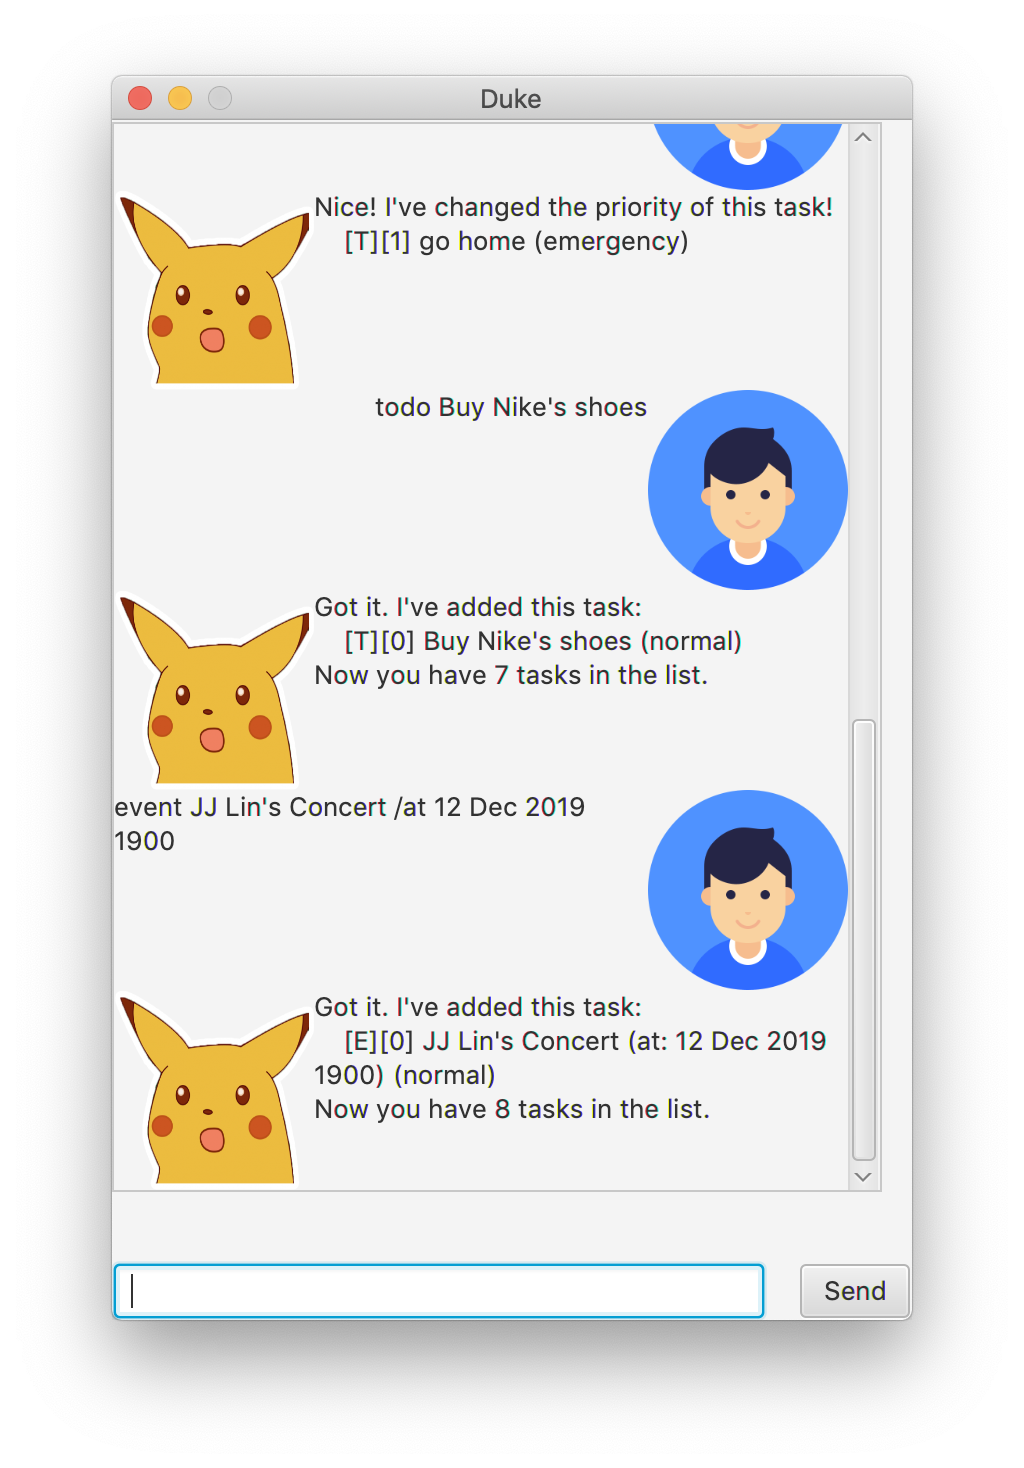 Duke
Nice! I've changed the priority of this task!
[T][1] go home (emergency)
todo Buy Nike's shoes
Got it. I've added this task:
[T][0] Buy Nike's shoes (normal)
Now you have 7 tasks in the list.
event JJ Lin's Concert /at 12 Dec 2019
1900
Got it. I've added this task:
[E][0] JJ Lin's Concert (at: 12 Dec 2019
1900) (normal)
Now you have 8 tasks in the list.
Send